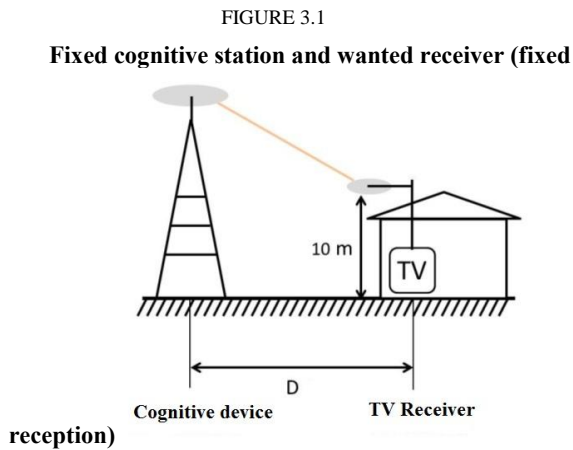 FIGURE 3.1
Fixed cognitive station and wanted receiver (fixed
10 m
TV
D
Cognitive device
TV Receiver
reception)